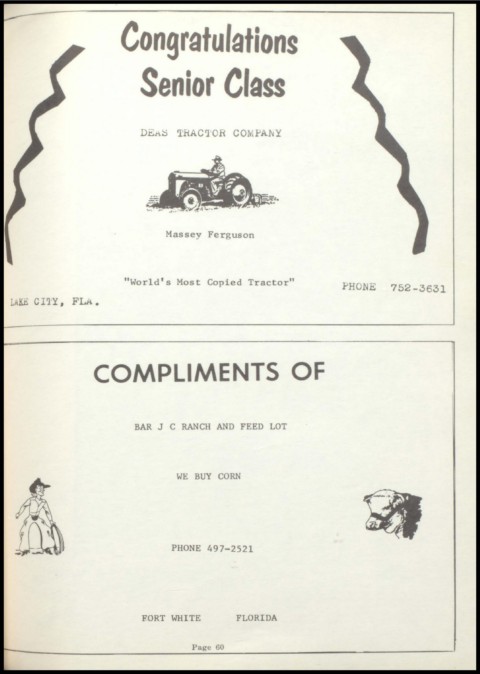 Congratulations
Senior Class
DEAS TRACTOR COMPANY
Massey Ferguson
"World's Most Copied Tractor"
LAKE CITY, FLA.
PHONE 752-3631
COMPLIMENTS OF
BAR J C RANCH AND FEED LOT
WE BUY CORN
PHONE 497-2521
FORT WHITE FLORIDA
Page 60